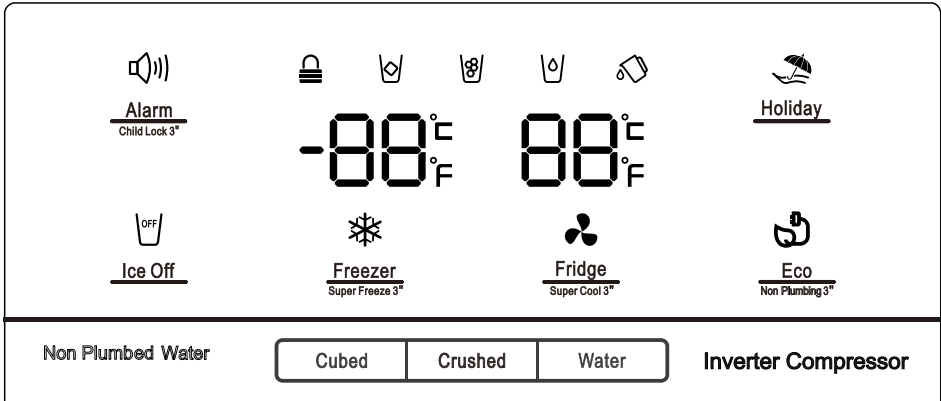 Alarm
Child Lock 3"
-88°C
°F
88°C
°F
Holiday
OFF
Ice Off
Freezer
Super Freeze 3"
Fridge
Super Cool 3"
Eco
Non Plumbing 3"
Non Plumbed Water
Cubed
Crushed
Water
Inverter Compressor